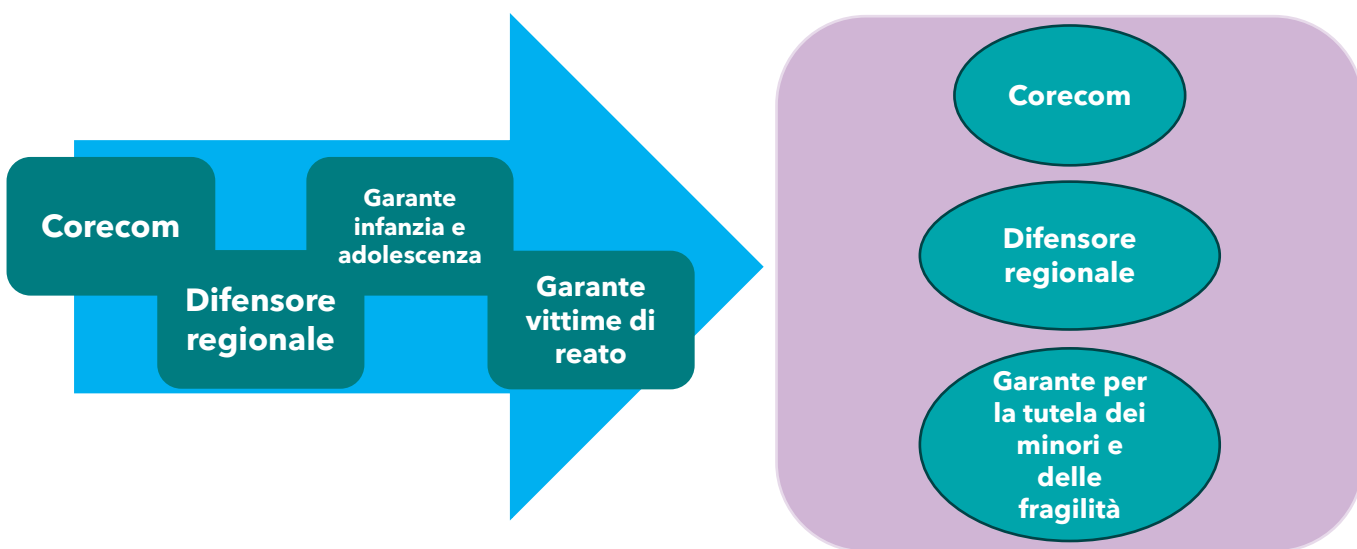 Corecom
Difensore
regionale
Garante
infanzia e
adolescenza
Garante
vittime di
reato
Corecom
Difensore
regionale
Garante per
la tutela dei
minori e
delle
fragilità